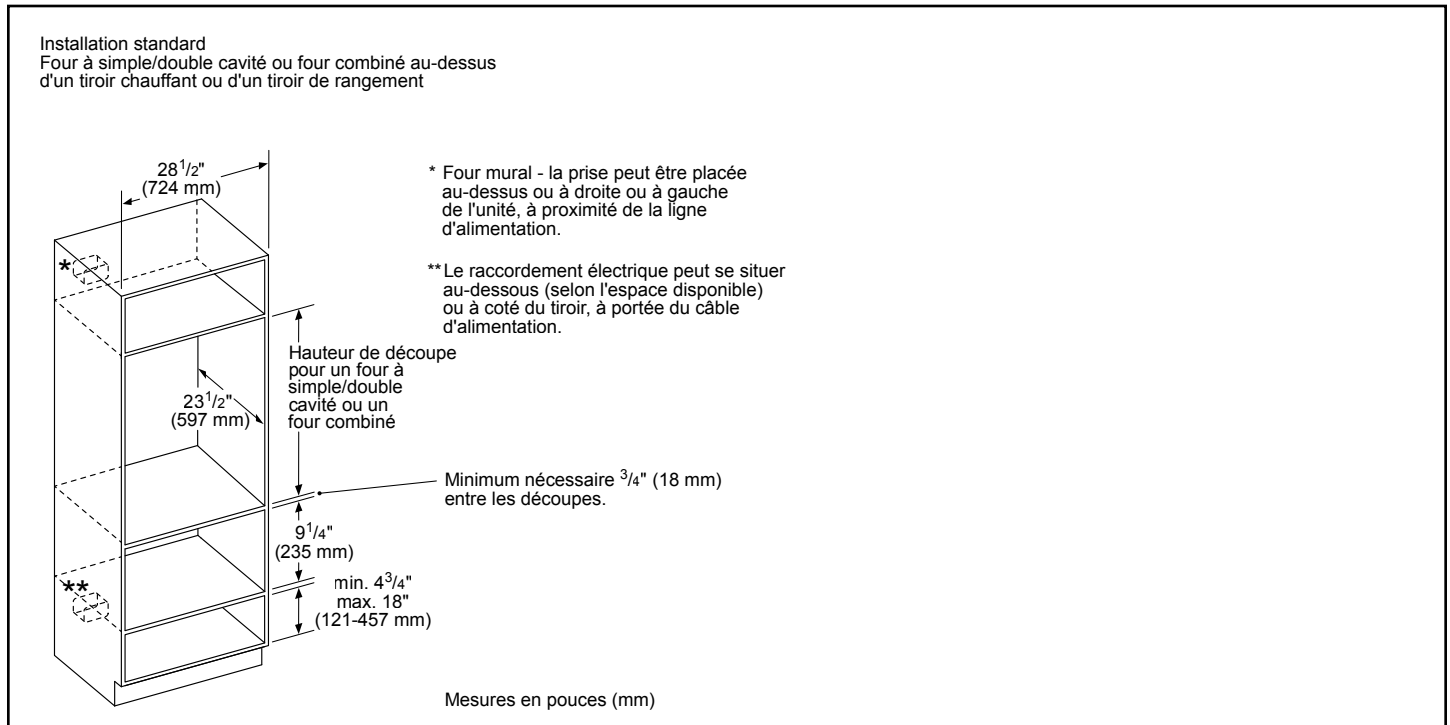 Installation standard
Four à simple/double cavité ou four combiné au-dessus
d'un tiroir chauffant ou d'un tiroir de rangement
28 1/2"
(724 mm)
* Four mural - la prise peut être placée
au-dessus ou à droite ou à gauche
de l'unité, à proximité de la ligne
d'alimentation.
*
** Le raccordement électrique peut se situer
au-dessous (selon l'espace disponible)
ou à coté du tiroir, à portée du câble
d'alimentation.
Hauteur de découpe
pour un four à
simple/double
cavité ou un
four combiné
23 1/2"
(597 mm)
Minimum nécessaire 3/4" (18 mm)
entre les découpes.
9 1/4"
(235 mm)
**
min. 4 3/4"
max. 18"
(121-457 mm)
Mesures en pouces (mm)